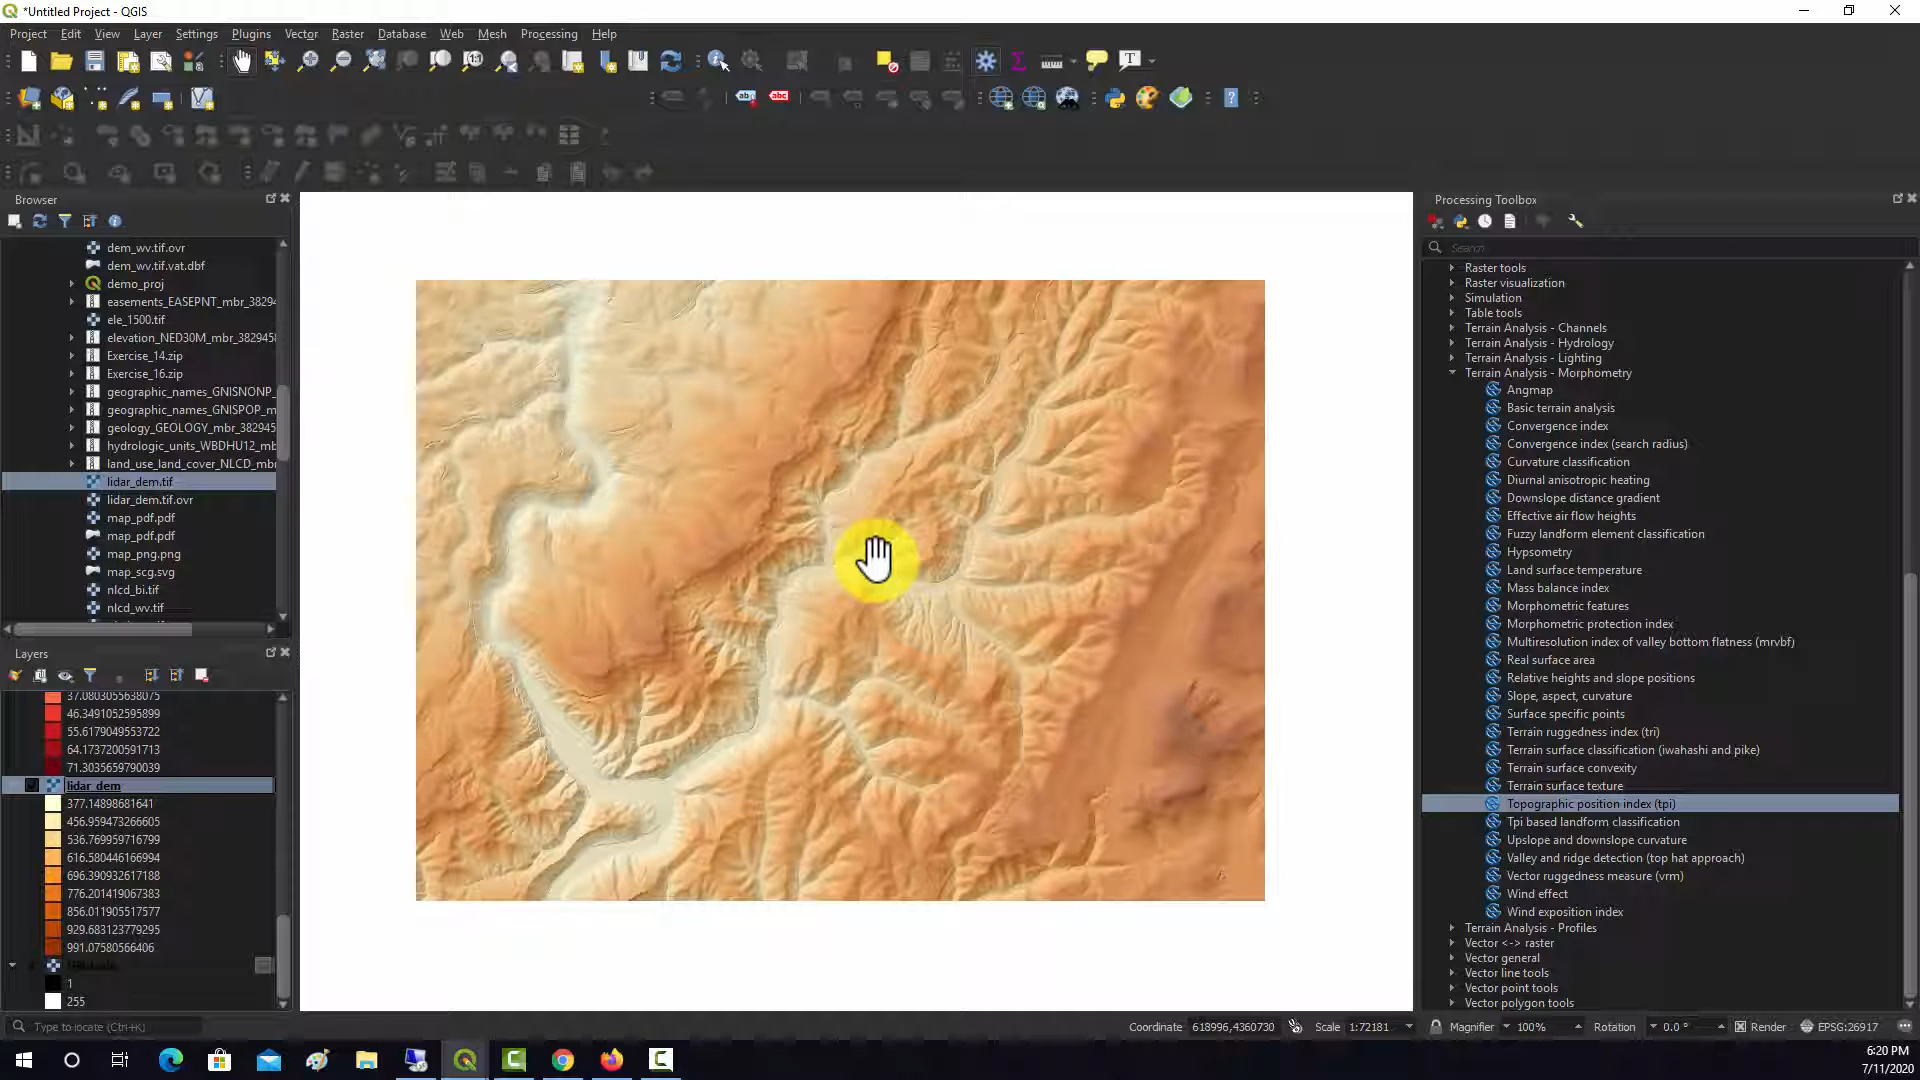 *Untitled Project - QGIS
Project Edit View Layer Settings Plugins Vector Raster Database Web Mesh Processing Help
Browser
dem_wv.tif.ovr
dem_wv.tif.vat.dbf
demo_proj
easements_EASEPNT_mbr_3829
ele_1500.tif
elevation_NED30M_mbr_382945
Exercise_14.zip
Exercise_16.zip
geographic_names_GNISNONP_
geographic_names_GNISPOP_m
geology_GEOLOGY_mbr_382945
hydrologic_units_WBDHU12_mb
land_use_land_cover_NLCD_mb
lidar_dem.tif
lidar_dem.tif.ovr
map_pdf.pdf
map_pdf.pdf
map_png.png
map_scg.svg
nlcd_bi.tif
nlcd_wv.tif
Layers
37.0803055638075
46.3491052595899
55.6179049553722
64.1737200591713
71.3035659790039
lidar_dem
377.14898681641
456.959473266605
536.769959716799
616.580446166994
696.390932617188
776.201419067383
856.011905517577
929.683123779295
991.07580566406
1
255
Processing Toolbox
Search
Raster tools
Raster visualization
Simulation
Table tools
Terrain Analysis - Channels
Terrain Analysis - Hydrology
Terrain Analysis - Lighting
Terrain Analysis - Morphometry
Angmap
Basic terrain analysis
Convergence index
Convergence index (search radius)
Curvature classification
Diurnal anisotropic heating
Downslope distance gradient
Effective air flow heights
Fuzzy landform element classification
Hypsometry
Land surface temperature
Mass balance index
Morphometric features
Morphometric protection index
Multiresolution index of valley bottom flatness (mrvbf)
Real surface area
Relative heights and slope positions
Slope, aspect, curvature
Surface specific points
Terrain ruggedness index (tri)
Terrain surface classification (iwahashi and pike)
Terrain surface convexity
Terrain surface texture
Topographic position index (tpi)
Tpi based landform classification
Upslope and downslope curvature
Valley and ridge detection (top hat approach)
Vector ruggedness measure (vrm)
Wind effect
Wind exposition index
Terrain Analysis - Profiles
Vector <-> raster
Vector general
Vector line tools
Vector point tools
Vector polygon tools
Type to locate (Ctrl+K)
Coordinate 618996,4360730 Scale 1:72181 Magnifier 100% Rotation 0.0 ° Render EPSG:26917
6:20 PM
7/11/2020